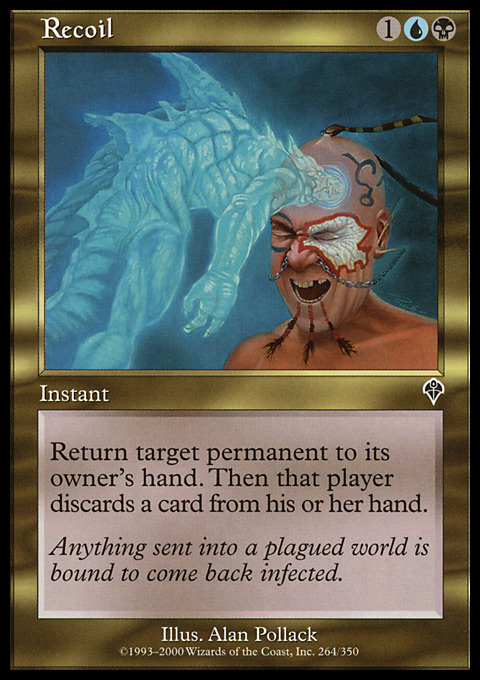 Recoil
1
Instant
Return target permanent to its
owner's hand. Then that player
discards a card from his or her hand.
Anything sent into a plagued world is
bound to come back infected.
Illus. Alan Pollack
©1993–2000 Wizards of the Coast, Inc. 264/350